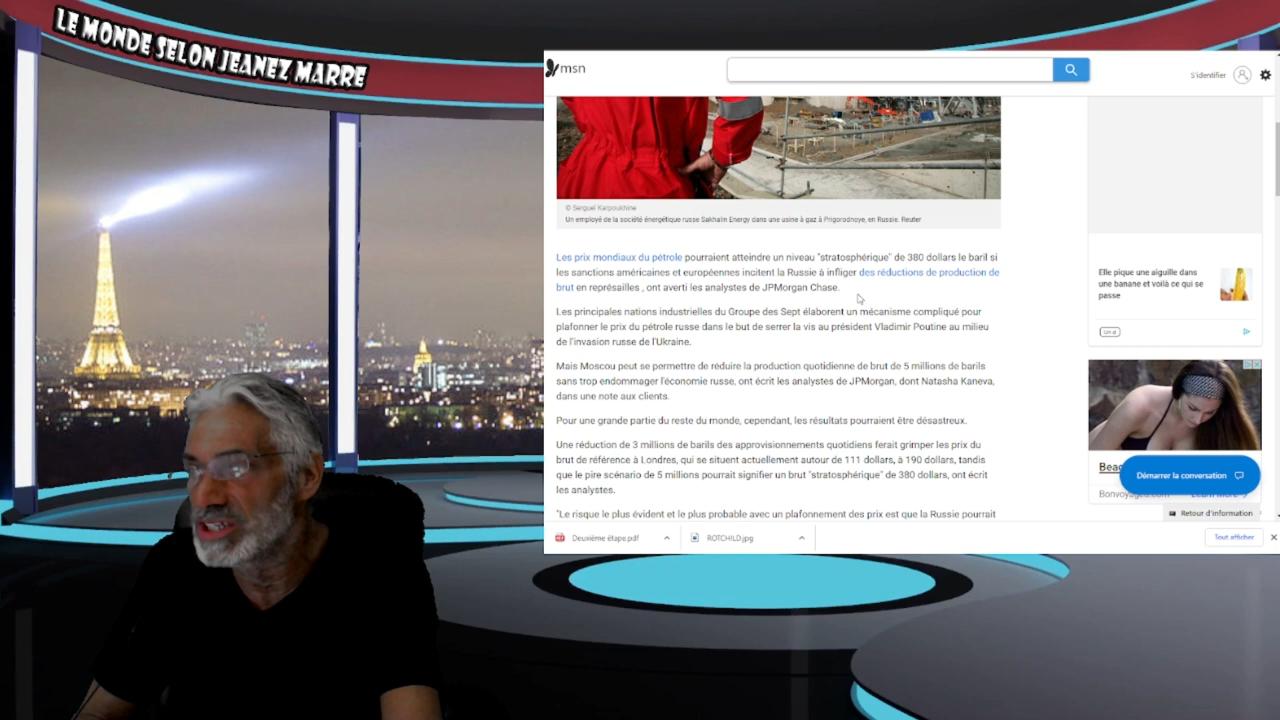 LE MONDE SELON JEANEZ MARRE
msn
S'identifier
© Sergueï Karpoukhine
Un employé de la société énergétique russe Sakhalin Energy dans une usine à gaz à Prigorodnoye, en Russie. Reuter
Les prix mondiaux du pétrole pourraient atteindre un niveau "stratosphérique" de 380 dollars le baril si
les sanctions américaines et européennes incitent la Russie à infliger des réductions de production de
brut en représailles , ont averti les analystes de JPMorgan Chase.
Les principales nations industrielles du Groupe des Sept élaborent un mécanisme compliqué pour
plafonner le prix du pétrole russe dans le but de serrer la vis au président Vladimir Poutine au milieu
de l'invasion russe de l'Ukraine.
Mais Moscou peut se permettre de réduire la production quotidienne de brut de 5 millions de barils
sans trop endommager l'économie russe, ont écrit les analystes de JPMorgan, dont Natasha Kaneva,
dans une note aux clients.
Pour une grande partie du reste du monde, cependant, les résultats pourraient être désastreux.
Une réduction de 3 millions de barils des approvisionnements quotidiens ferait grimper les prix du
brut de référence à Londres, qui se situent actuellement autour de 111 dollars, à 190 dollars, tandis
que le pire scénario de 5 millions pourrait signifier un brut "stratosphérique" de 380 dollars, ont écrit
les analystes.
"Le risque le plus évident et le plus probable avec un plafonnement des prix est que la Russie pourrait
Elle pique une aiguille dans
une banane et voilà ce qui se
passe
Démarrer la conversation
Bonvoyaged.com
Learn More
Retour d'information
Deuxième étape.pdf
ROTCHILD.jpg
Tout afficher